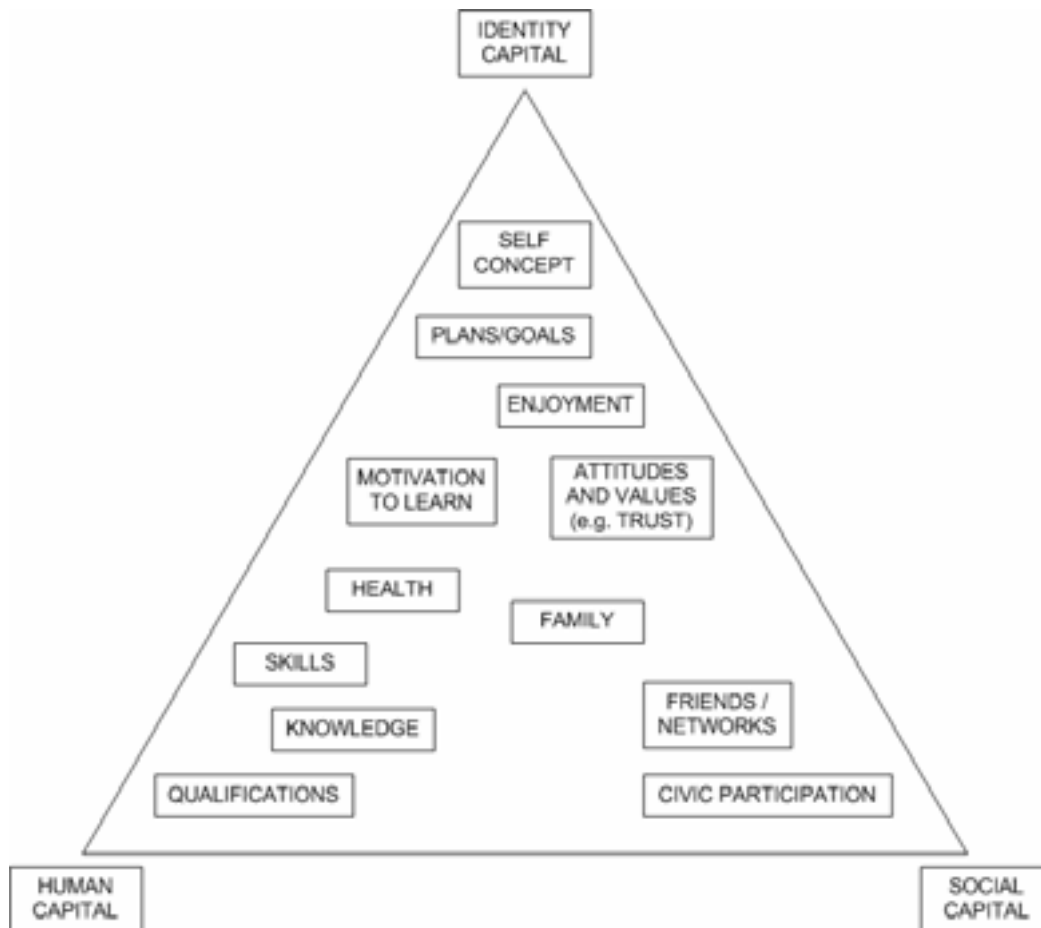 IDENTITY
CAPITAL
SELF
CONCEPT
PLANS/GOALS
ENJOYMENT
MOTIVATION
TO LEARN
ATTITUDES
AND VALUES
(e.g. TRUST)
HEALTH
FAMILY
SKILLS
FRIENDS /
NETWORKS
KNOWLEDGE
QUALIFICATIONS
CIVIC PARTICIPATION
HUMAN
CAPITAL
SOCIAL
CAPITAL